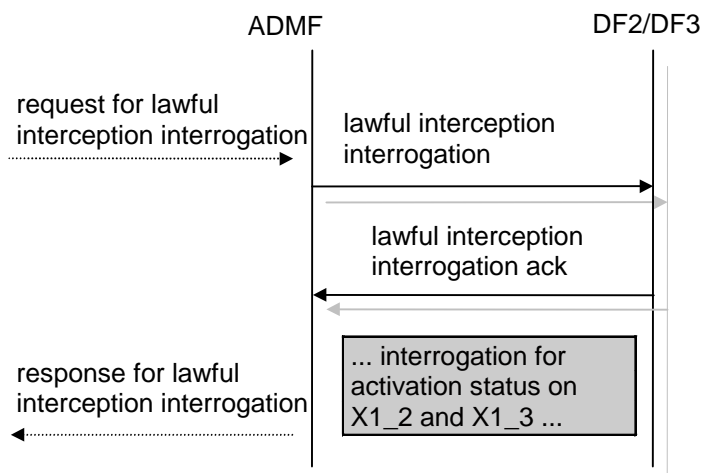 ADMF
DF2/DF3
request for lawful
interception interrogation
lawful interception
interrogation
lawful interception
interrogation ack
... interrogation for
activation status on
X1_2 and X1_3 ...
response for lawful
interception interrogation